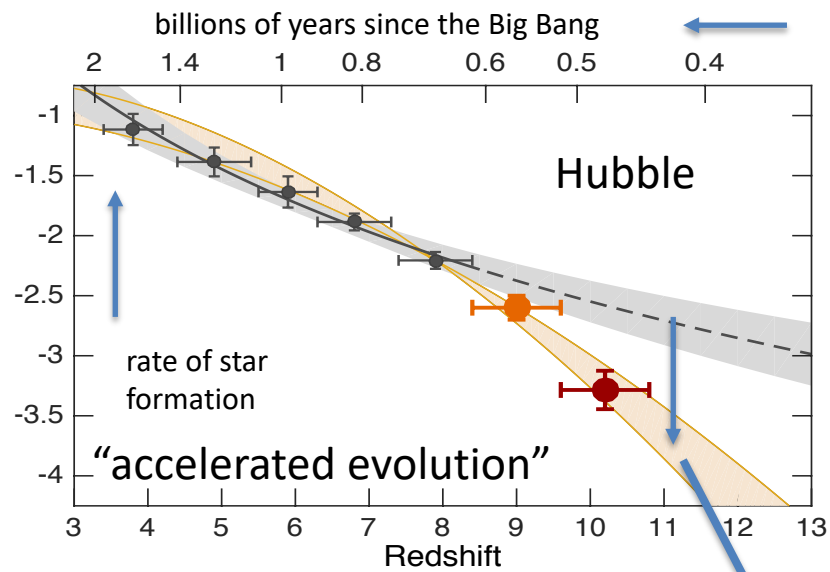 billions of years since the Big Bang
2 1.4 1 0.8 0.6 0.5 0.4
-1
-1.5
-2
-2.5
-3
-3.5
-4
Hubble
rate of star
formation
“accelerated evolution”
3 4 5 6 7 8 9 10 11 12 13
Redshift